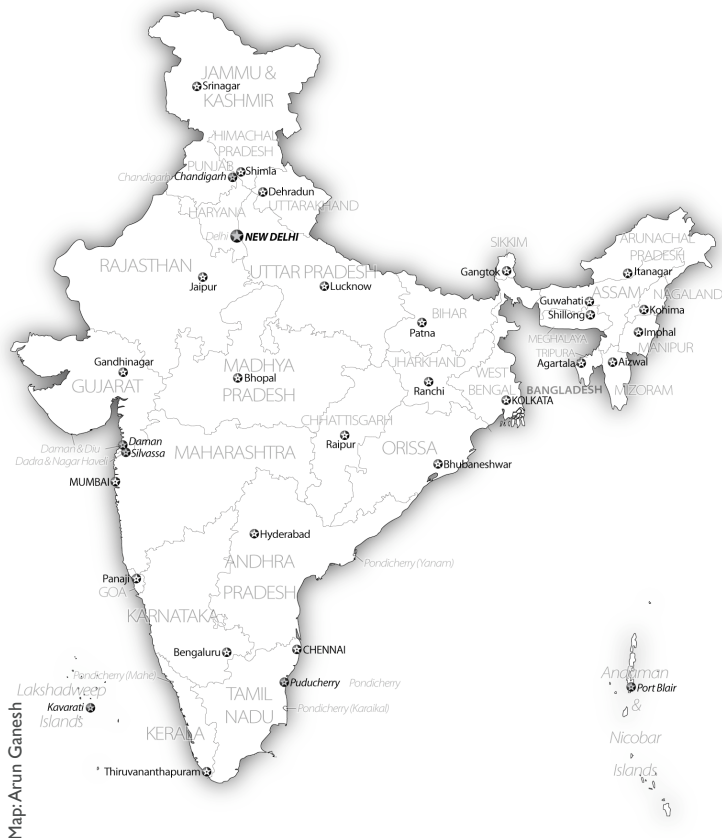 JAMMU &
Srinagar
KASHMIR
HIMACHAL
PRADESH
PUNJAB
Shimla
Chandigarh
Chandigarh
Dehradun
HARYANA
UTTARAKHAND
Delhi
NEW DELHI
SIKKIM
ARUNACHAL
PRADESH
RAJASTHAN
UTTAR PRADESH
Gangtok
Itanagar
Jaipur
Lucknow
ASSAM
NAGALAND
Guwahati
Shillong
Kohima
BIHAR
Patna
Imphal
MEGHALAYA
MANIPUR
TRIPURA
Gandhinagar
MADHYA
JHARKHAND
WEST
Agartala
Aizwal
GUJARAT
Bhopal
PRADESH
Ranchi
BENGAL
BANGLADESH
MIZORAM
KOLKATA
CHHATTISGARH
Daman & Diu
Daman
Raipur
ORISSA
Dadra & Nagar Haveli
Silvassa
MAHARASHTRA
Bhubaneshwar
MUMBAI
Hyderabad
ANDHRA
Pondicherry (Yanam)
Panaji
GOA
PRADESH
KARNATAKA
Bengaluru
CHENNAI
Pondicherry (Mahe)
Puducherry
Pondicherry
Lakshadweep
Kavarati
Islands
TAMIL
NADU
Pondicherry (Karaikal)
KERALA
Thiruvananthapuram
Andaman
Port Blair
&
Nicobar
Islands
Map: Arun Ganesh